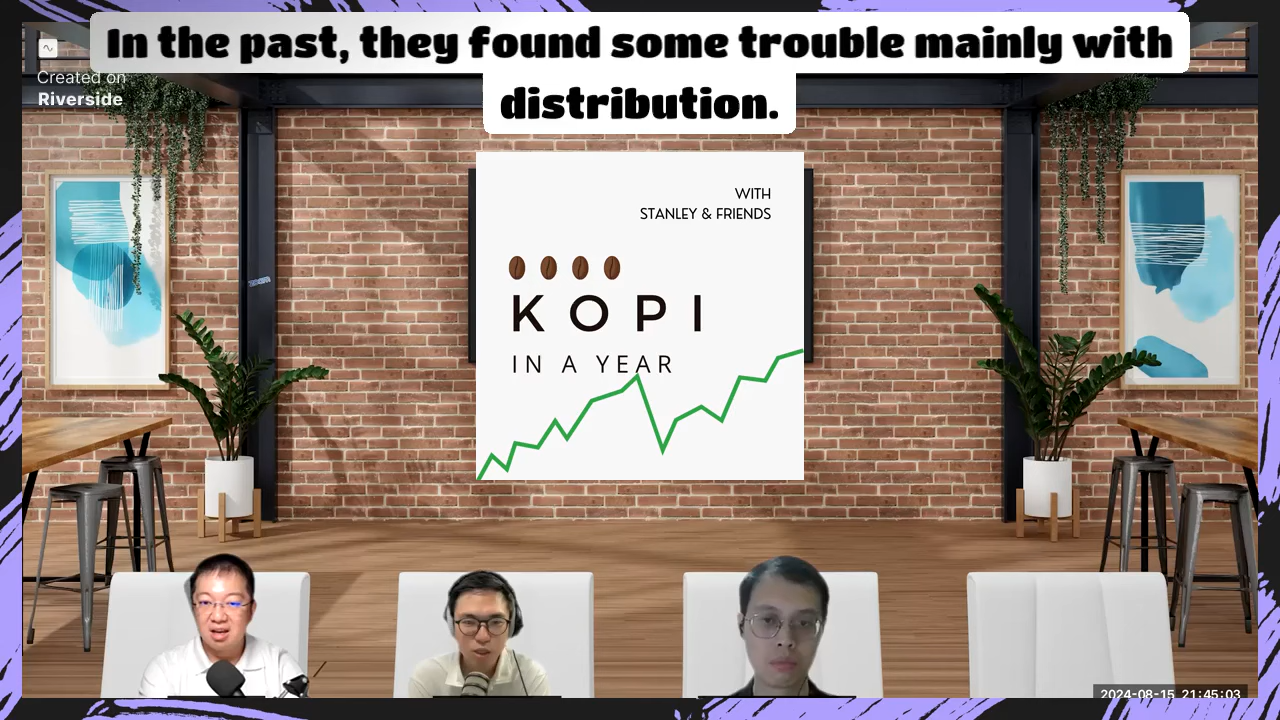 In the past, they found some trouble mainly with
distribution.
Created on
Riverside
WITH
STANLEY & FRIENDS
KOPI
IN A YEAR
2024-08-15 21:45:03